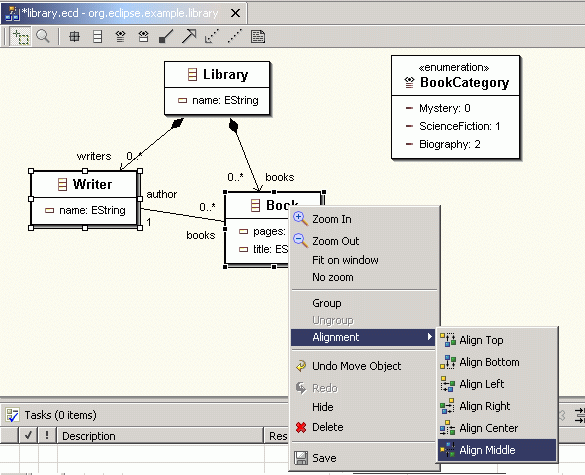 *library.ecd - org.eclipse.example.library
Library
name: EString
«enumeration»
BookCategory
Mystery: 0
ScienceFiction: 1
Biography: 2
writers
0..*
0..*
books
Writer
name: EString
author
1
0..*
books
Book
pages:
title: ES
Zoom In
Zoom Out
Fit on window
No zoom
Group
Ungroup
Alignment
Undo Move Object
Redo
Hide
Delete
Save
Align Top
Align Bottom
Align Left
Align Right
Align Center
Align Middle
Tasks (0 items)
✓
!
Description
Res